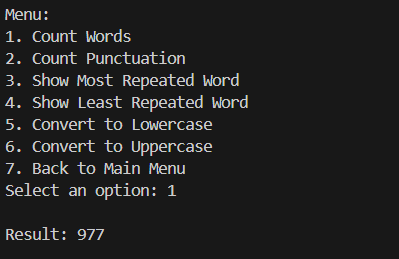 Menu:
1. Count Words
2. Count Punctuation
3. Show Most Repeated Word
4. Show Least Repeated Word
5. Convert to Lowercase
6. Convert to Uppercase
7. Back to Main Menu
Select an option: 1
Result: 977